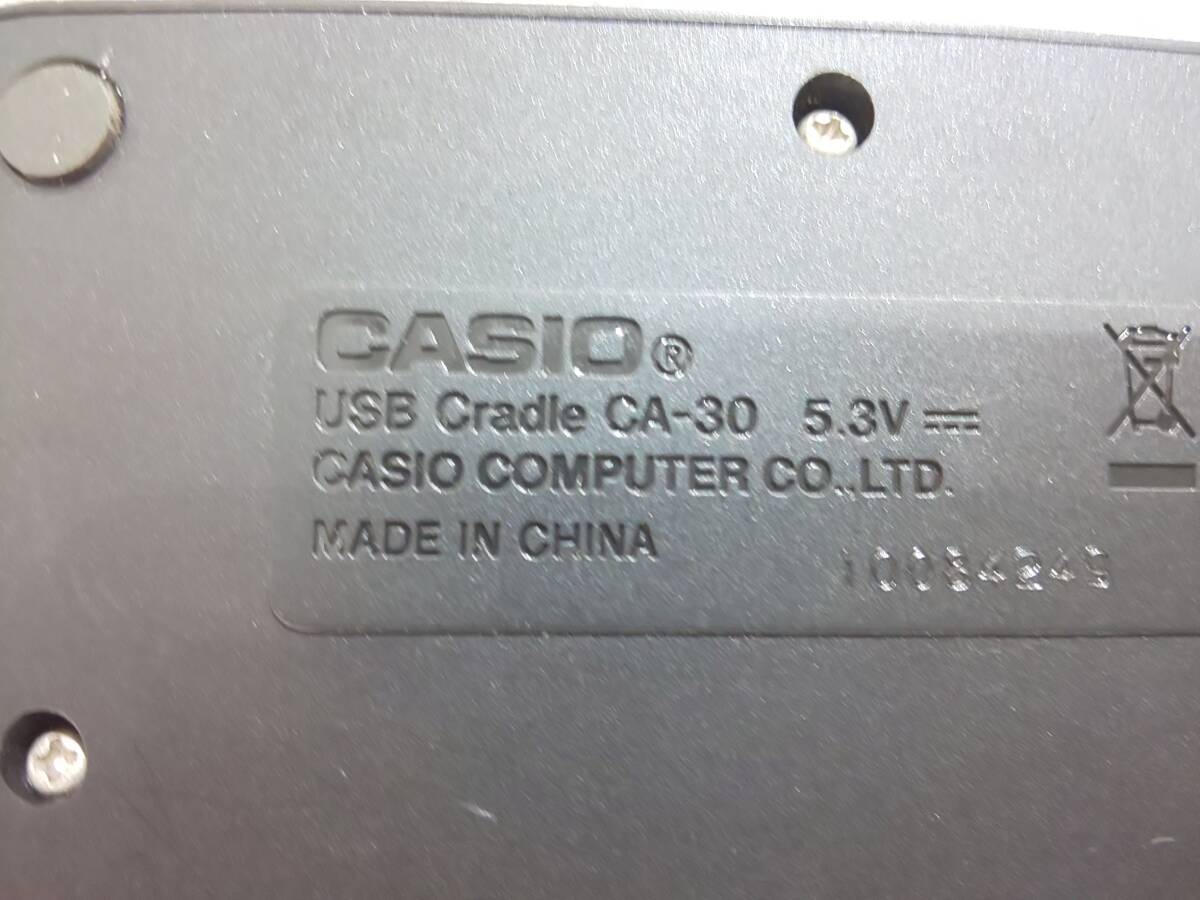 CASIO®
USB Cradle CA-30 5.3V ⎓
CASIO COMPUTER CO.,LTD.
MADE IN CHINA